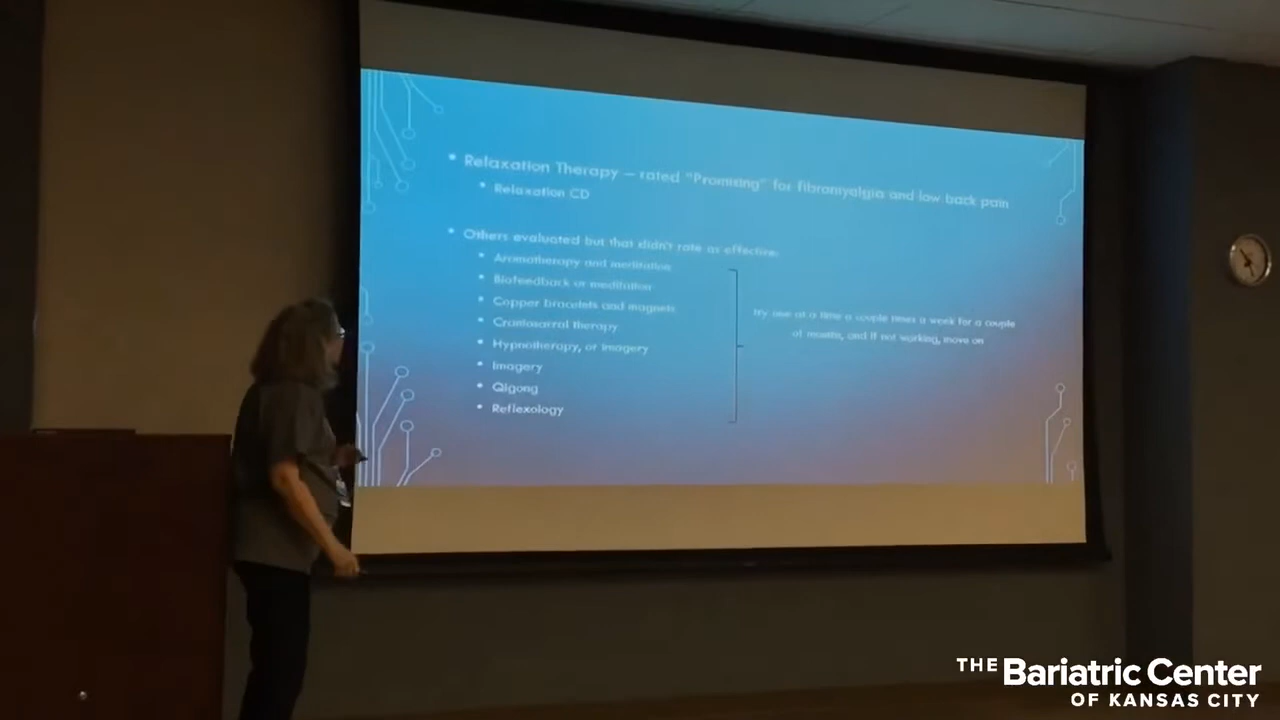 Relaxation Therapy – rated "Promising" for fibromyalgia and low back pain
Relaxation CD
Others evaluated but that didn't rate as effective:
Aromatherapy and meditation
Biofeedback or meditation
Copper bracelets and magnets
Craniosacral therapy
Hypnotherapy, or imagery
Imagery
Qigong
Reflexology
try one at a time a couple times a week for a couple
of months, and if not working, move on
THE Bariatric Center
OF KANSAS CITY